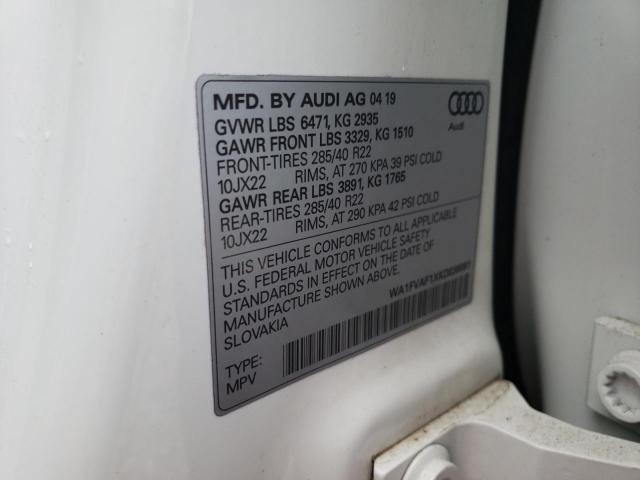 MFD. BY AUDI AG 04 19
GVWR LBS 6471, KG 2935
GAWR FRONT LBS 3329, KG 1510
FRONT-TIRES 285/40 R22
10JX22 RIMS, AT 270 KPA 39 PSI COLD
GAWR REAR LBS 3891, KG 1765
REAR-TIRES 285/40 R22
10JX22 RIMS, AT 290 KPA 42 PSI COLD
Audi
THIS VEHICLE CONFORMS TO ALL APPLICABLE
U.S. FEDERAL MOTOR VEHICLE SAFETY
STANDARDS IN EFFECT ON THE DATE OF
MANUFACTURE SHOWN ABOVE.
SLOVAKIA
TYPE:
MPV